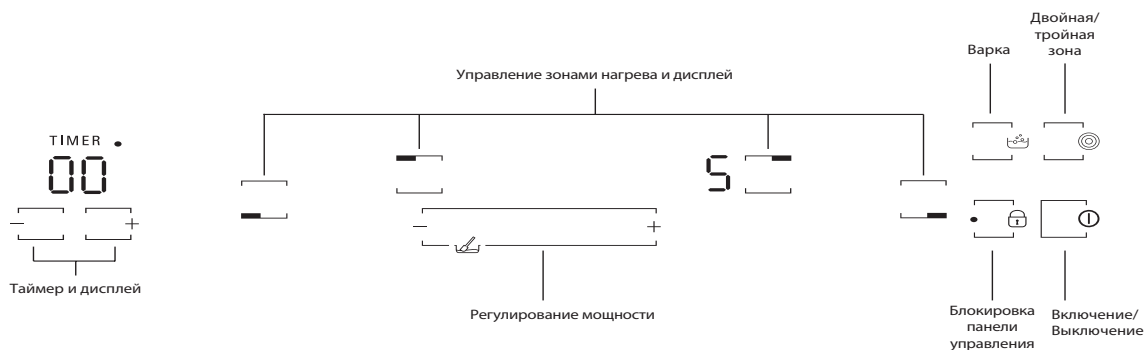 Двойная/
тройная
зона
Варка
Управление зонами нагрева и дисплей
TIMER
00
5
−
+
−
+
Таймер и дисплей
Регулирование мощности
Блокировка
панели
управления
Включение/
Выключение